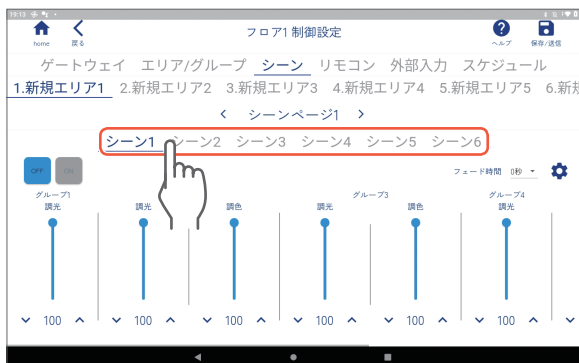 19:13
フロア1 制御設定
home 戻る ヘルプ 保存/送信
ゲートウェイ エリア/グループ シーン リモコン 外部入力 スケジュール
1.新規エリア1 2.新規エリア2 3.新規エリア3 4.新規エリア4 5.新規エリア5 6.新規
< シーンページ1 >
シーン1 シーン2 シーン3 シーン4 シーン5 シーン6
OFF ON フェード時間 0秒
グループ1 グループ3 グループ4
調光 調光 調色 調光 調色 調光
100 100 100 100 100 100